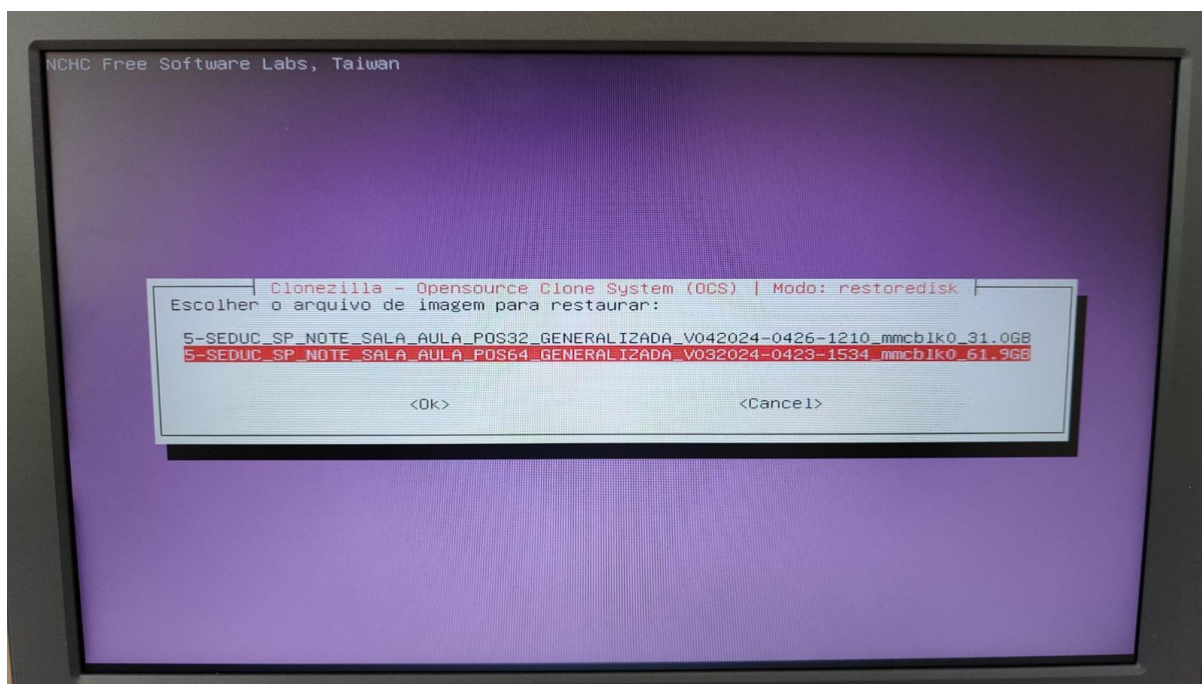 NCHC Free Software Labs, Taiwan
Clonezilla - Opensource Clone System (OCS) | Modo: restoredisk
Escolher o arquivo de imagem para restaurar:
5-SEDUC_SP_NOTE_SALA_AULA_POS32_GENERALIZADA_V042024-0426-1210_mmcblk0_31.0GB
5-SEDUC_SP_NOTE_SALA_AULA_POS64_GENERALIZADA_V032024-0423-1534_mmcblk0_61.9GB
<Ok> <Cancel>